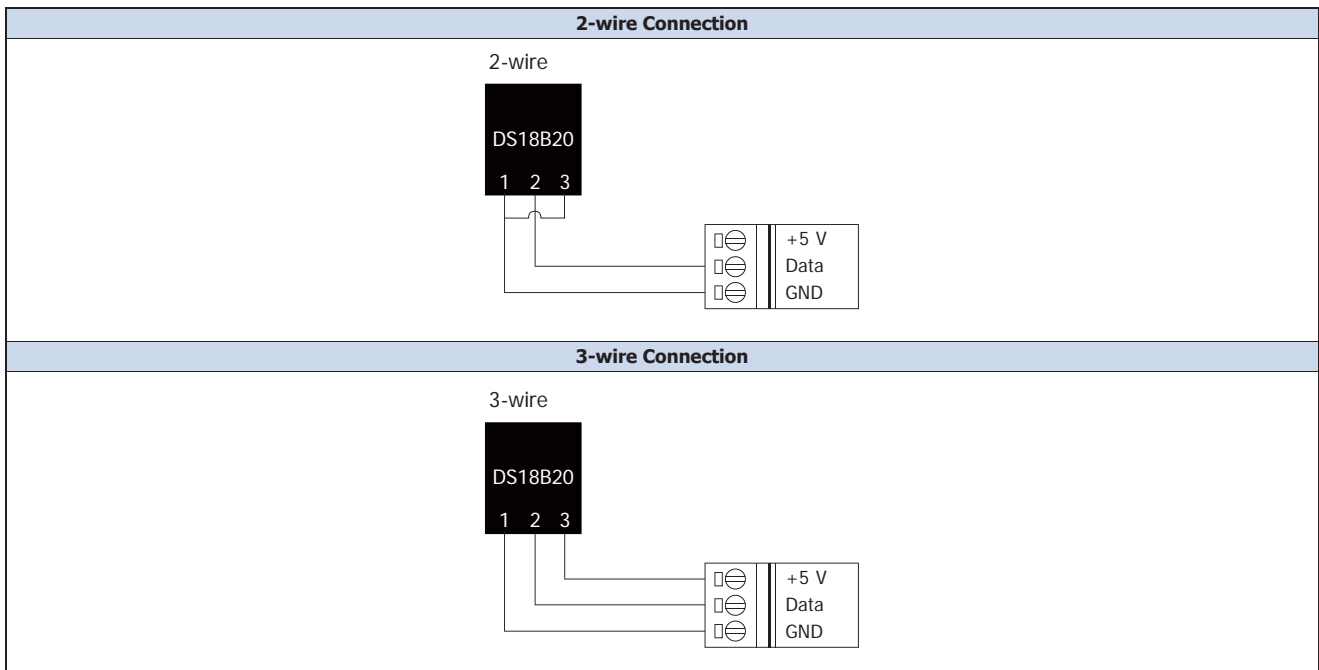 2-wire Connection
2-wire
DS18B20
1 2 3
+5 V
Data
GND
3-wire Connection
3-wire
DS18B20
1 2 3
+5 V
Data
GND